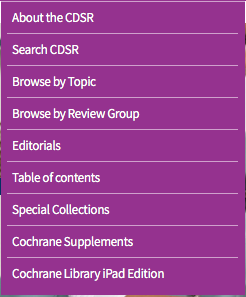 About the CDSR
Search CDSR
Browse by Topic
Browse by Review Group
Editorials
Table of contents
Special Collections
Cochrane Supplements
Cochrane Library iPad Edition